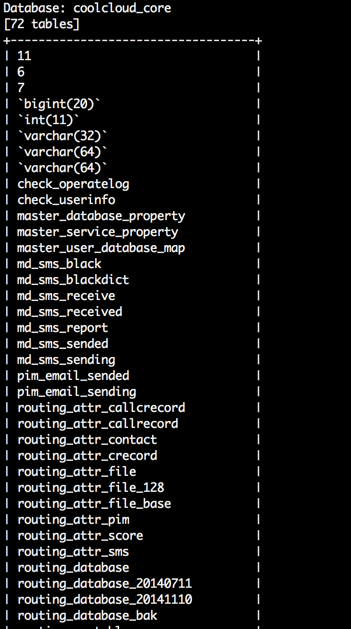 Database: coolcloud_core
[72 tables]
+-----------------------------------+
| 11 |
| 6 |
| 7 |
| `bigint(20)` |
| `int(11)` |
| `varchar(32)` |
| `varchar(64)` |
| `varchar(64)` |
| check_operatelog |
| check_userinfo |
| master_database_property |
| master_service_property |
| master_user_database_map |
| md_sms_black |
| md_sms_blackdict |
| md_sms_receive |
| md_sms_received |
| md_sms_report |
| md_sms_sended |
| md_sms_sending |
| pim_email_sended |
| pim_email_sending |
| routing_attr_callcrecord |
| routing_attr_callrecord |
| routing_attr_contact |
| routing_attr_crecord |
| routing_attr_file |
| routing_attr_file_128 |
| routing_attr_file_base |
| routing_attr_pim |
| routing_attr_score |
| routing_attr_sms |
| routing_database |
| routing_database_20140711 |
| routing_database_20141110 |
| routing_database_bak |